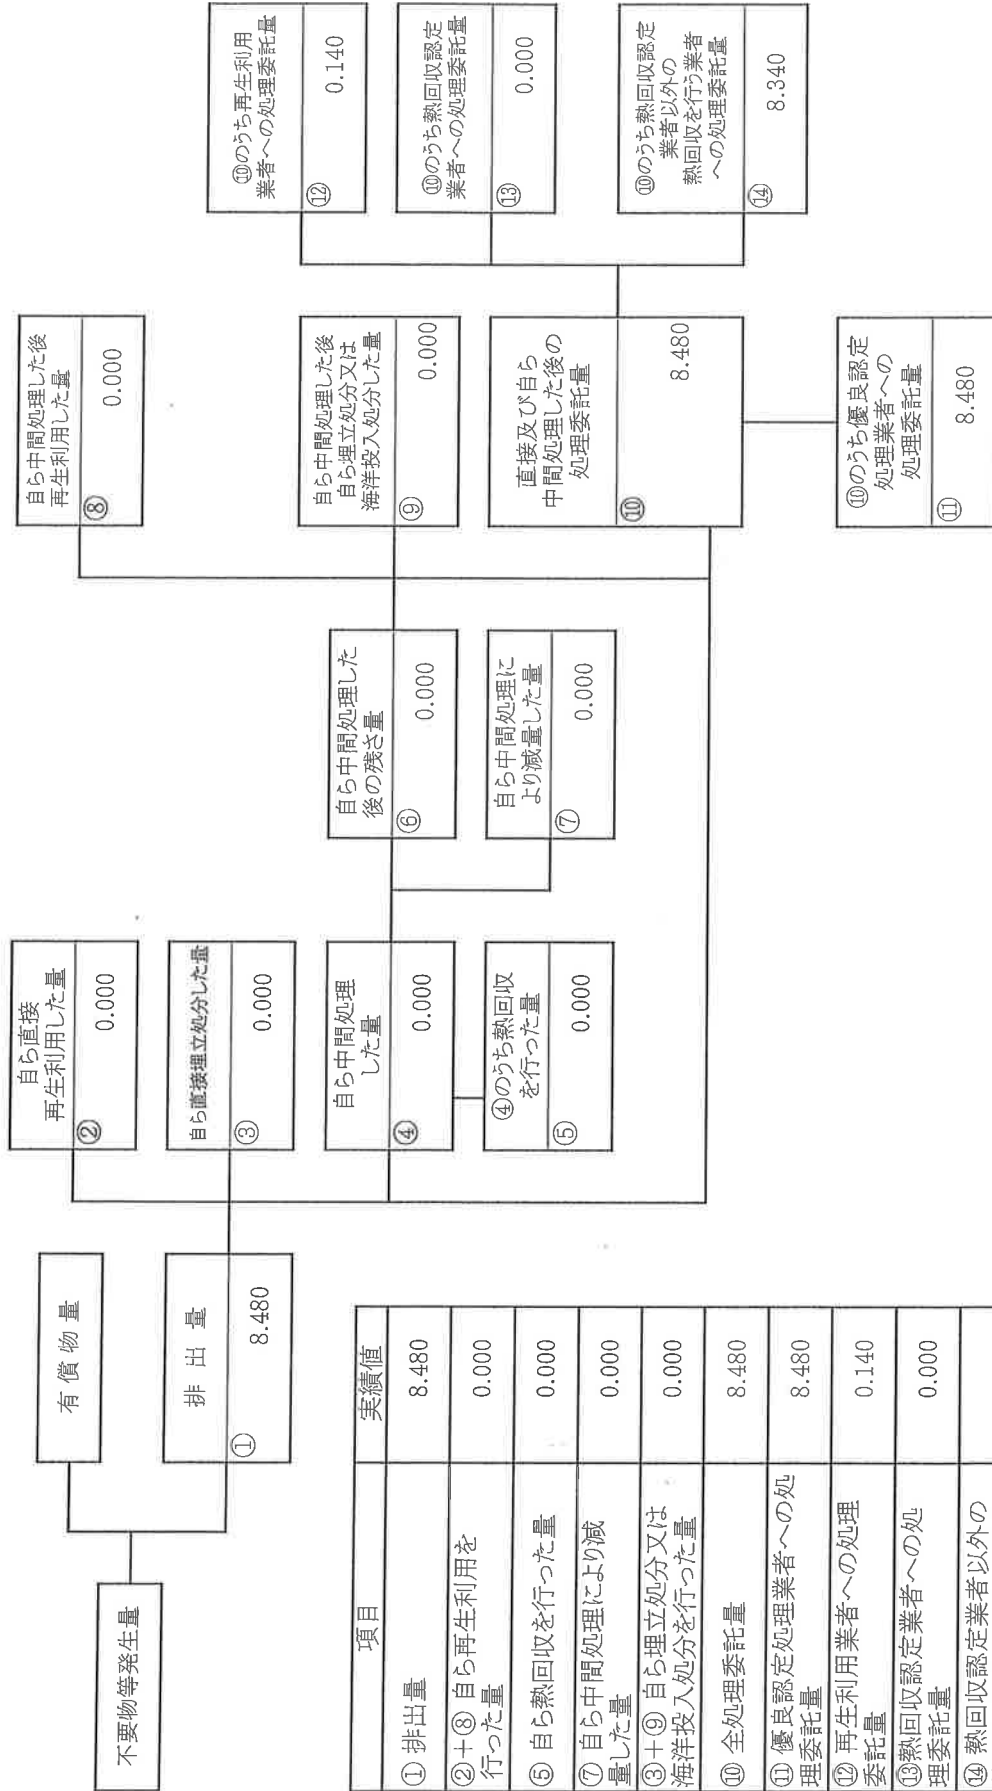 不要物等発生量
有償物量
排出量
①
8.480
自ら直接
再生利用した量
②
0.000
自ら直接埋立処分した量
③
0.000
自ら中間処理
した量
④
0.000
④のうち熱回収
を行った量
⑤
0.000
自ら中間処理した
後の残さ量
⑥
0.000
自ら中間処理に
より減量した量
⑦
0.000
自ら中間処理した後
再生利用した量
⑧
0.000
自ら中間処理した後
自ら埋立処分又は
海洋投入処分した量
⑨
0.000
直接及び自ら
中間処理した後の
処理委託量
⑩
8.480
⑩のうち優良認定
処理業者への
処理委託量
⑪
8.480
⑩のうち再生利用
業者への処理委託量
⑫
0.140
⑩のうち熱回収認定
業者への処理委託量
⑬
0.000
⑩のうち熱回収認定
業者以外の
熱回収を行う業者
への処理委託量
⑭
8.340
項目
実績値
①排出量
8.480
②+⑧ 自ら再生利用を
行った量
0.000
⑤ 自ら熱回収を行った量
0.000
⑦ 自ら中間処理により減
量した量
0.000
③+⑨ 自ら埋立処分又は
海洋投入処分を行った量
0.000
⑩ 全処理委託量
8.480
⑪ 優良認定処理業者への処
理委託量
8.480
⑫ 再生利用業者への処理
委託量
0.140
⑬熱回収認定業者への処
理委託量
0.000
⑭ 熱回収認定業者以外の